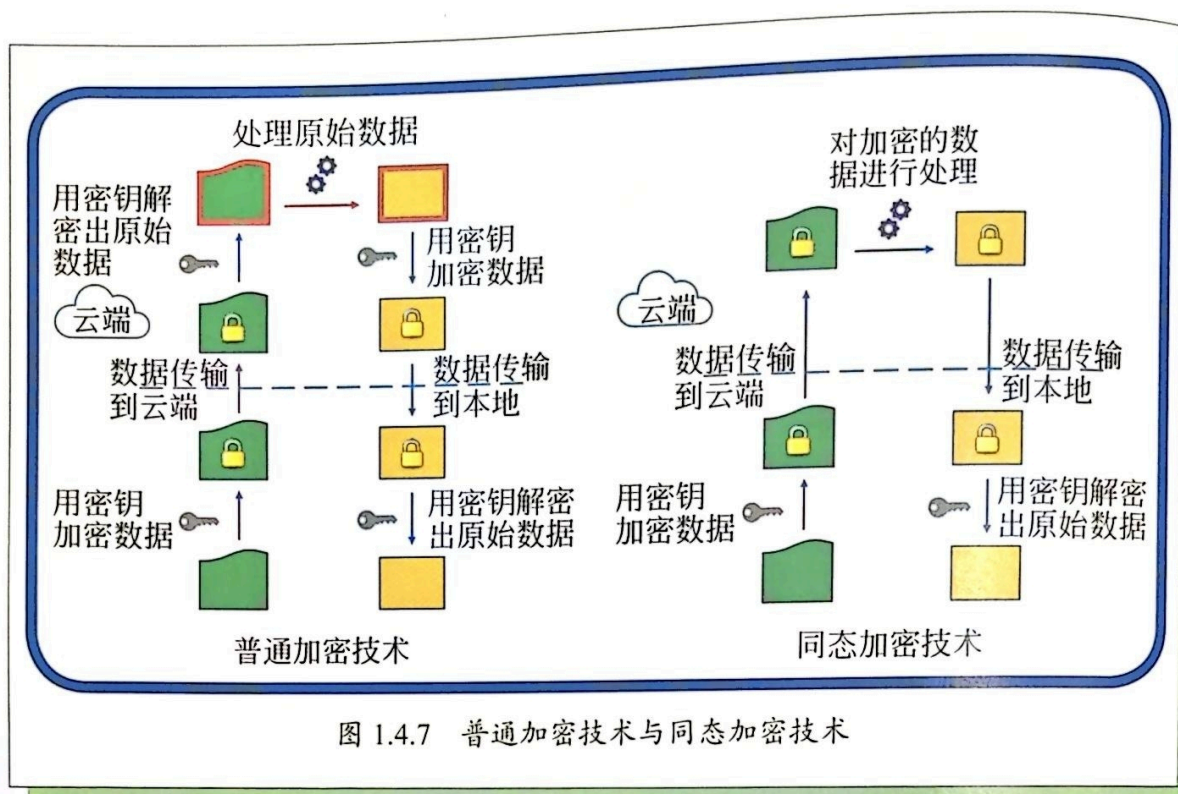 处理原始数据
用密钥解
密出原始
数据
用密钥
加密数据
云端
数据传输
到云端
数据传输
到本地
用密钥
加密数据
用密钥解密
出原始数据
普通加密技术
对加密的数
据进行处理
云端
数据传输
到云端
数据传输
到本地
用密钥
加密数据
用密钥解密
出原始数据
同态加密技术
图 1.4.7 普通加密技术与同态加密技术